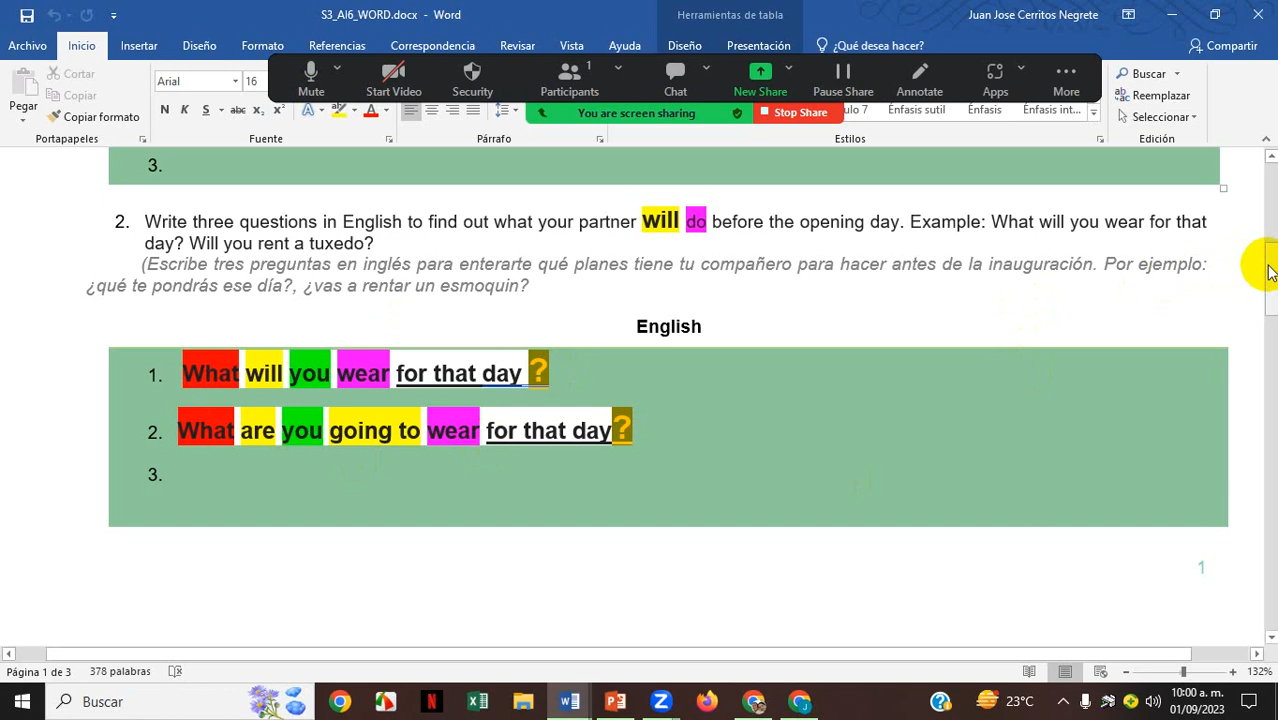 S3_AI6_WORD.docx - Word
Herramientas de tabla
Juan Jose Cerritos Negrete
Archivo Inicio Insertar Diseño Formato Referencias Correspondencia Revisar Vista Ayuda Diseño Presentación ¿Qué desea hacer? Compartir
Pegar
Cortar
Copiar
Copiar formato
Portapapeles
Arial 16
N K S abc x
Fuente
Párrafo
Mute Start Video Security Participants 1 Chat New Share Pause Share Annotate Apps More
You are screen sharing Stop Share
ulo 7 Énfasis sutil Énfasis Énfasis int...
Estilos
Buscar
Reemplazar
Seleccionar
Edición
3.
2. Write three questions in English to find out what your partner will do before the opening day. Example: What will you wear for that
day? Will you rent a tuxedo?
(Escribe tres preguntas en inglés para enterarte qué planes tiene tu compañero para hacer antes de la inauguración. Por ejemplo:
¿qué te pondrás ese día?, ¿vas a rentar un esmoquin?
English
1. What will you wear for that day ?
2. What are you going to wear for that day?
3.
1
Página 1 de 3 378 palabras 132%
Buscar
23°C
10:00 a. m.
01/09/2023